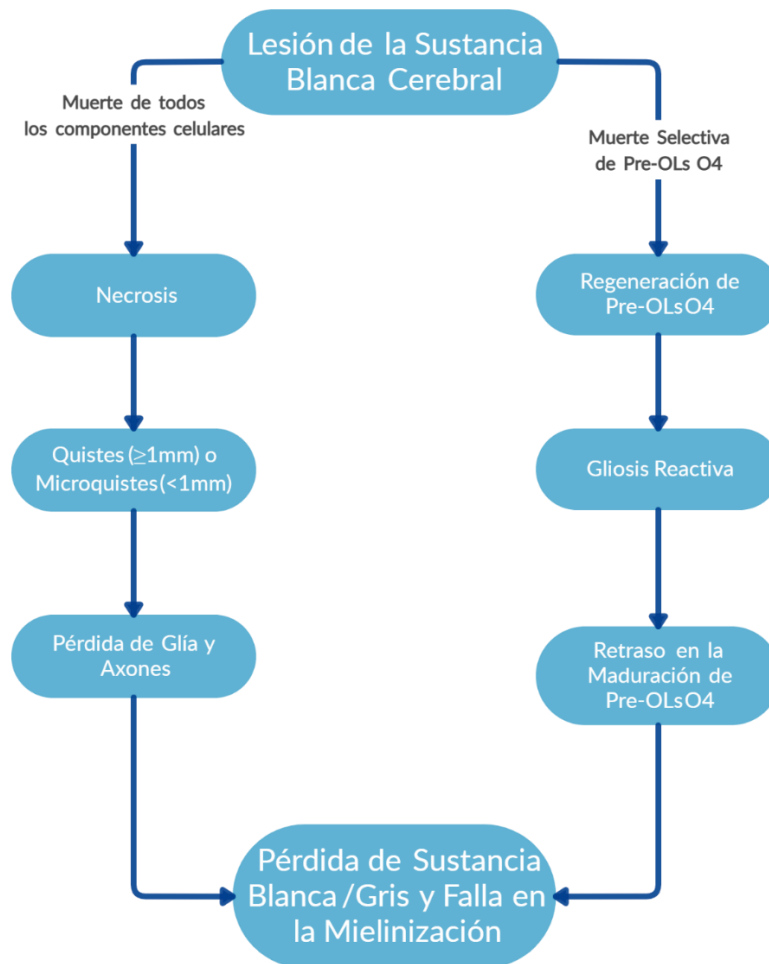 Lesión de la Sustancia
Blanca Cerebral
Muerte de todos
los componentes celulares
Muerte Selectiva
de Pre-OLs O4
Necrosis
Regeneración de
Pre-OLsO4
Quistes (≥1mm) o
Microquistes (<1mm)
Gliosis Reactiva
Pérdida de Glía y
Axones
Retraso en la
Maduración de
Pre-OLsO4
Pérdida de Sustancia
Blanca /Gris y Falla en
la Mielinización